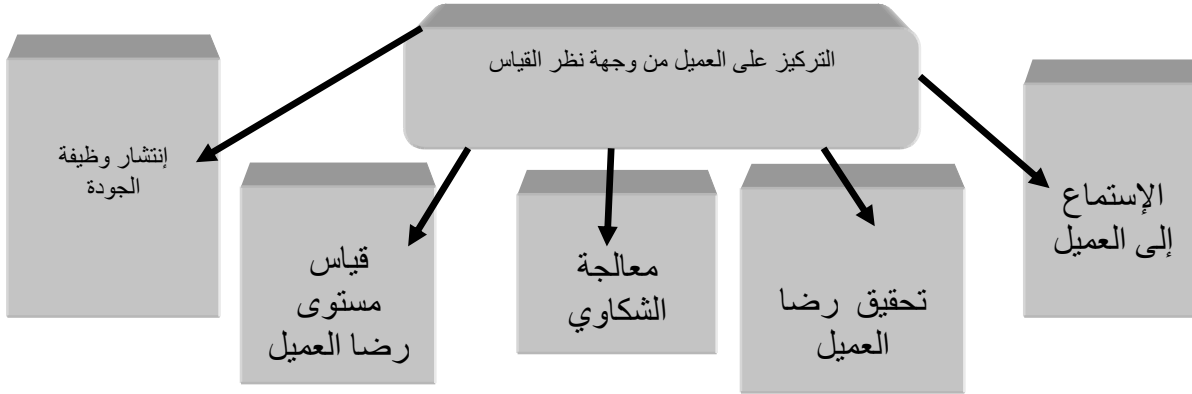 التركيز على العميل من وجهة نظر القياس
الإستماع
إلى العميل
تحقيق رضا
العميل
معالجة
الشكاوي
قياس
مستوى
رضا العميل
إنتشار وظيفة
الجودة